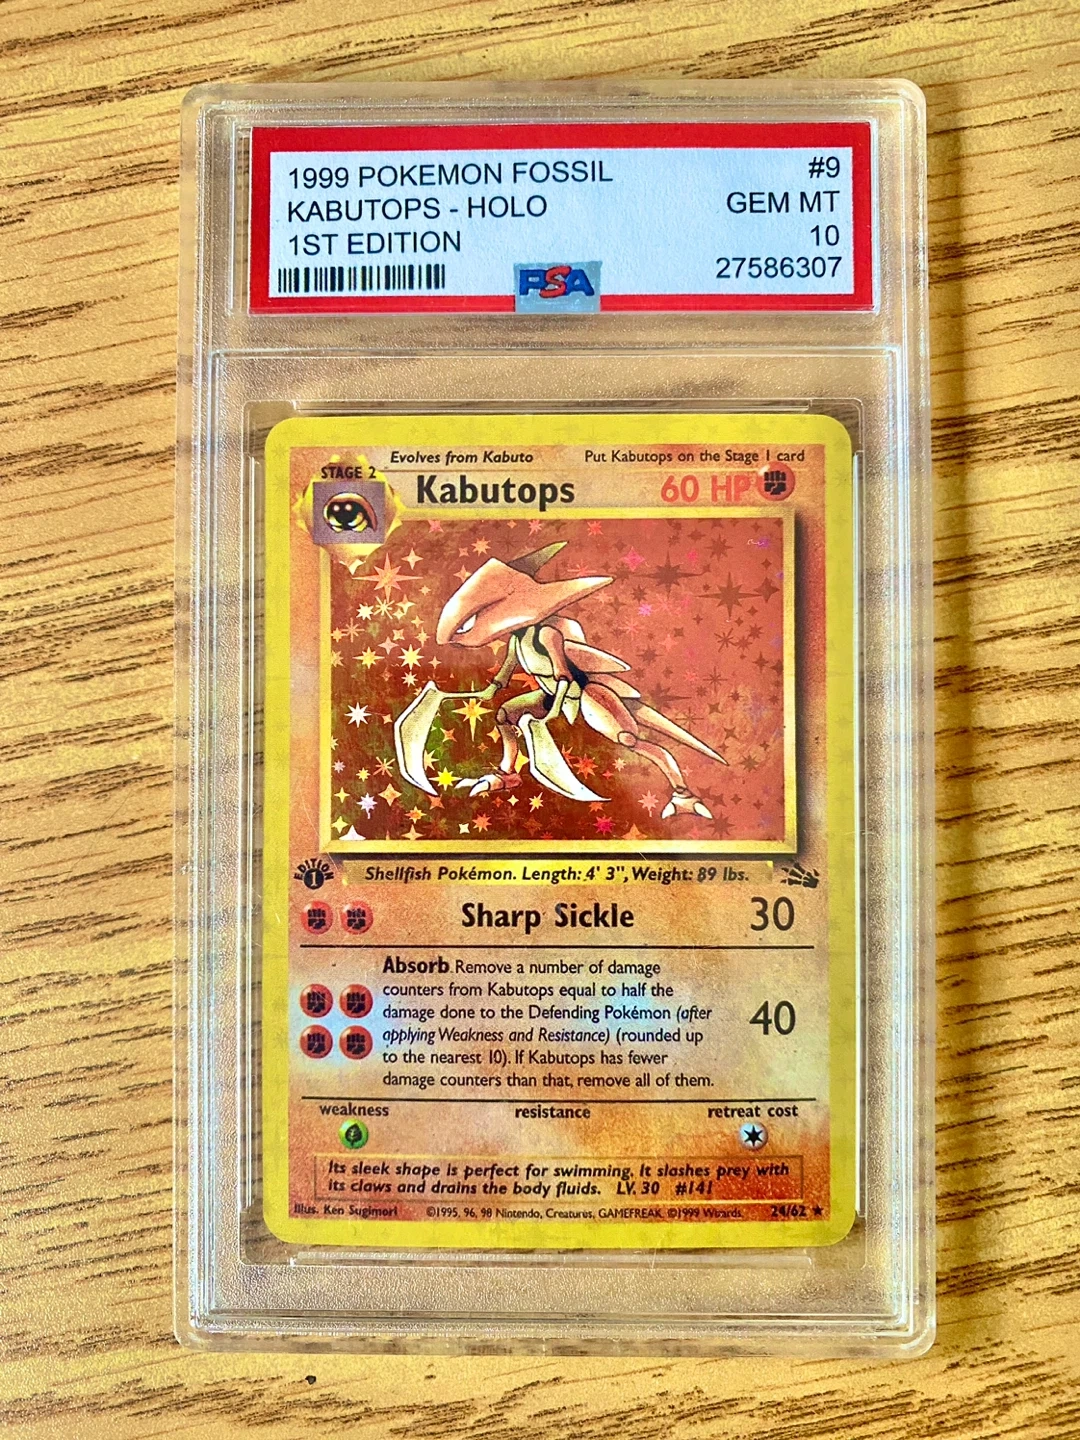 1999 POKEMON FOSSIL #9
KABUTOPS - HOLO GEM MT
1ST EDITION 10
PSA 27586307
Evolves from Kabuto Put Kabutops on the Stage 1 card
STAGE 2
Kabutops 60 HP
EDITION 1
Shellfish Pokémon. Length: 4' 3", Weight: 89 lbs.
Sharp Sickle 30
Absorb Remove a number of damage
counters from Kabutops equal to half the
damage done to the Defending Pokémon (after
applying Weakness and Resistance) (rounded up
to the nearest 10). If Kabutops has fewer
damage counters than that, remove all of them.
40
weakness resistance retreat cost
Its sleek shape is perfect for swimming. It slashes prey with
its claws and drains the body fluids. LV. 30 #141
Illus. Ken Sugimori ©1995, 96, 98 Nintendo, Creatures, GAMEFREAK. ©1999 Wizards. 24/62 ★